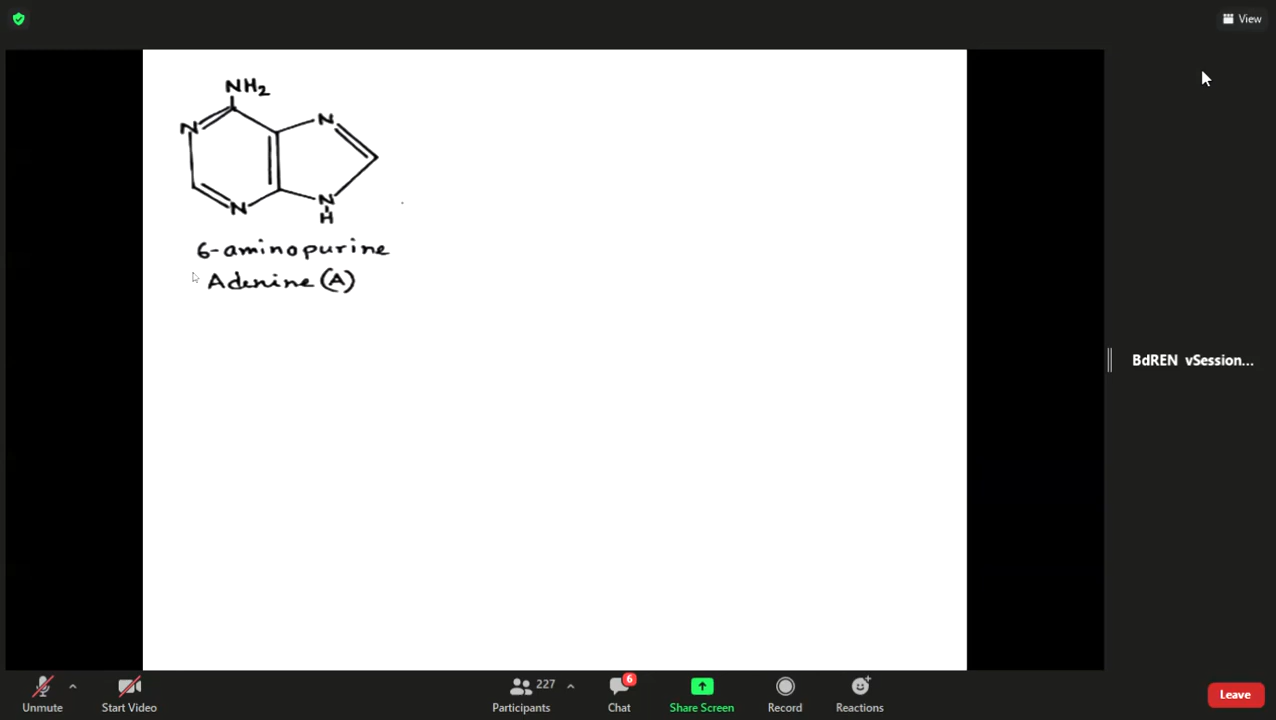 View
NH2
N
N
N
N
H
6-aminopurine
Adenine (A)
BdREN vSession...
Unmute
Start Video
227
Participants
6
Chat
Share Screen
Record
Reactions
Leave